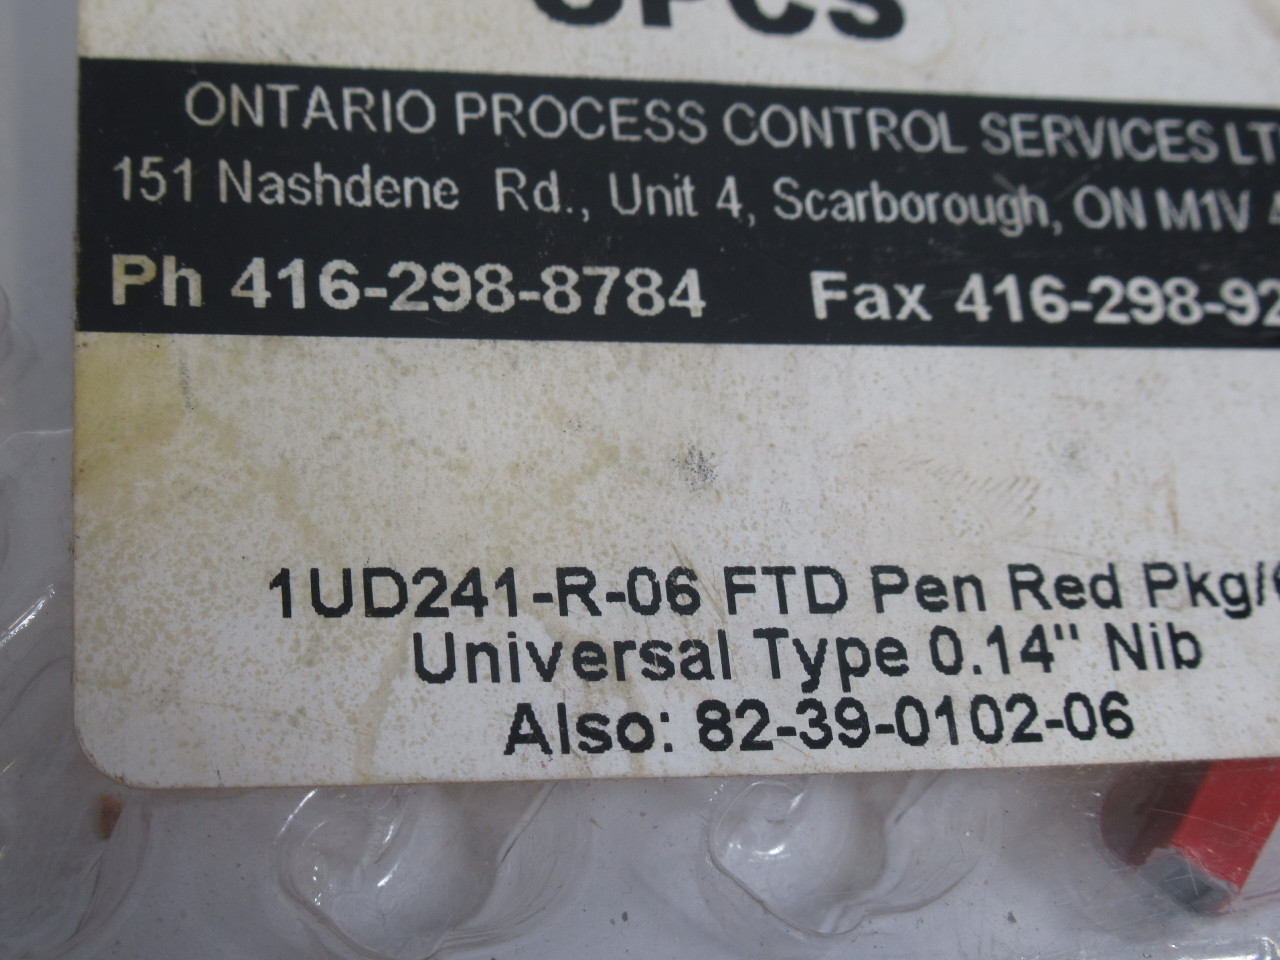 OPCS
ONTARIO PROCESS CONTROL SERVICES LT
151 Nashdene Rd., Unit 4, Scarborough, ON M1V
Ph 416-298-8784 Fax 416-298-92
1UD241-R-06 FTD Pen Red Pkg/
Universal Type 0.14" Nib
Also: 82-39-0102-06